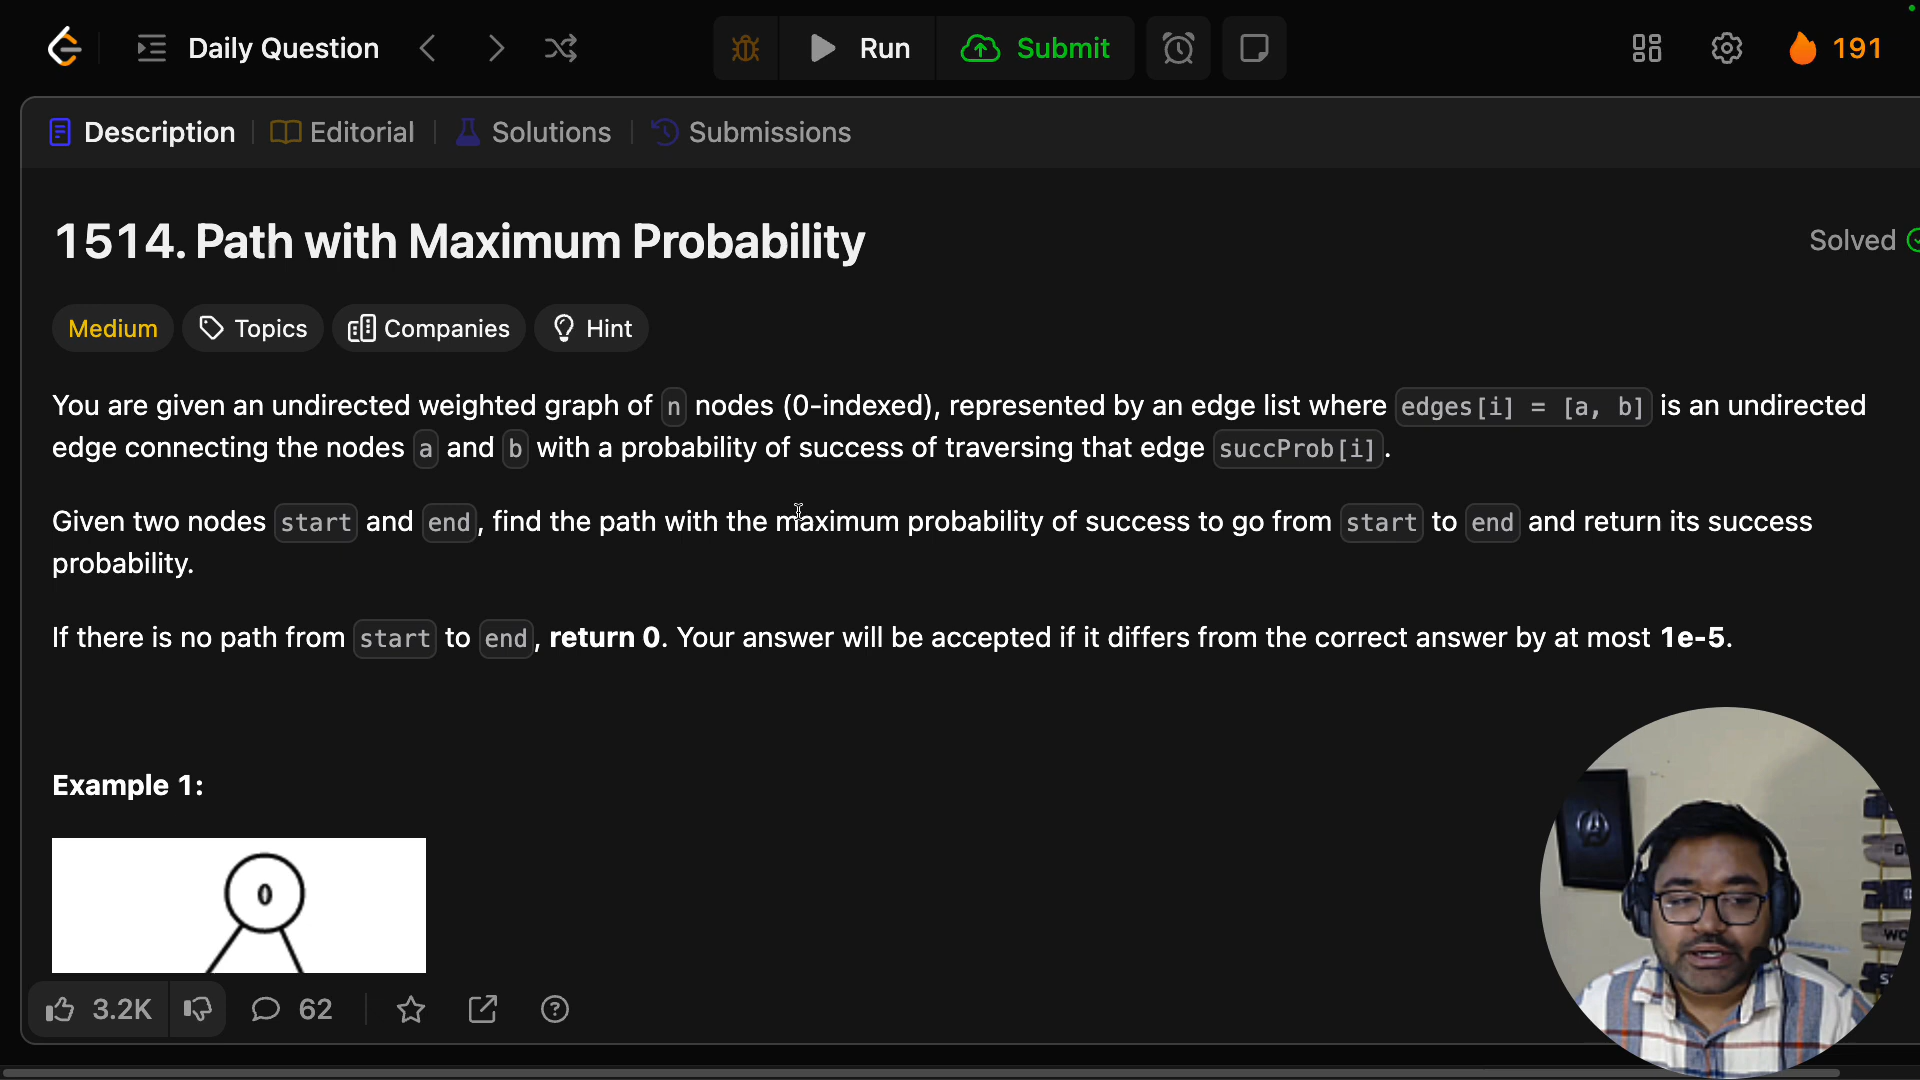 Daily Question
Run
Submit
191
Description
Editorial
Solutions
Submissions
1514. Path with Maximum Probability
Solved
Medium
Topics
Companies
Hint
You are given an undirected weighted graph of n nodes (0-indexed), represented by an edge list where edges[i] = [a, b] is an undirected
edge connecting the nodes a and b with a probability of success of traversing that edge succProb[i].
Given two nodes start and end, find the path with the maximum probability of success to go from start to end and return its success
probability.
If there is no path from start to end, return 0. Your answer will be accepted if it differs from the correct answer by at most 1e-5.
Example 1:
0
3.2K
62